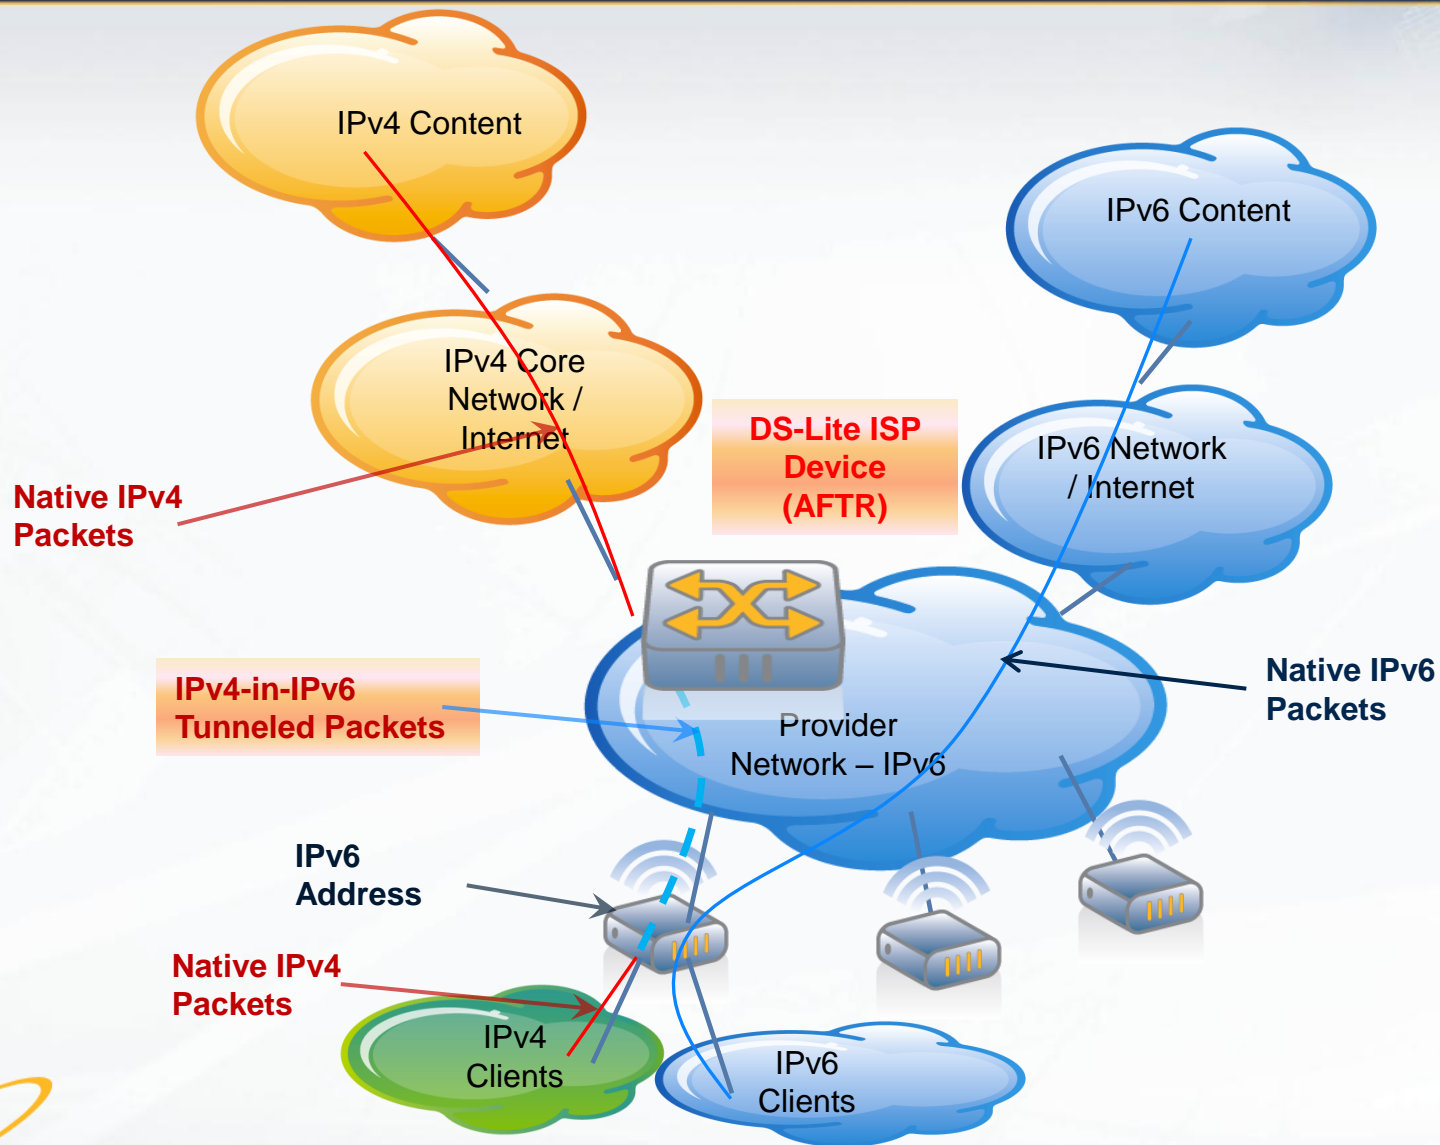 IPv4 Content
IPv6 Content
IPv4 Core
Network /
Internet
DS-Lite ISP
Device
(AFTR)
IPv6 Network
/ Internet
Native IPv4
Packets
IPv4-in-IPv6
Tunneled Packets
Native IPv6
Packets
Provider
Network – IPv6
IPv6
Address
Native IPv4
Packets
IPv4
Clients
IPv6
Clients